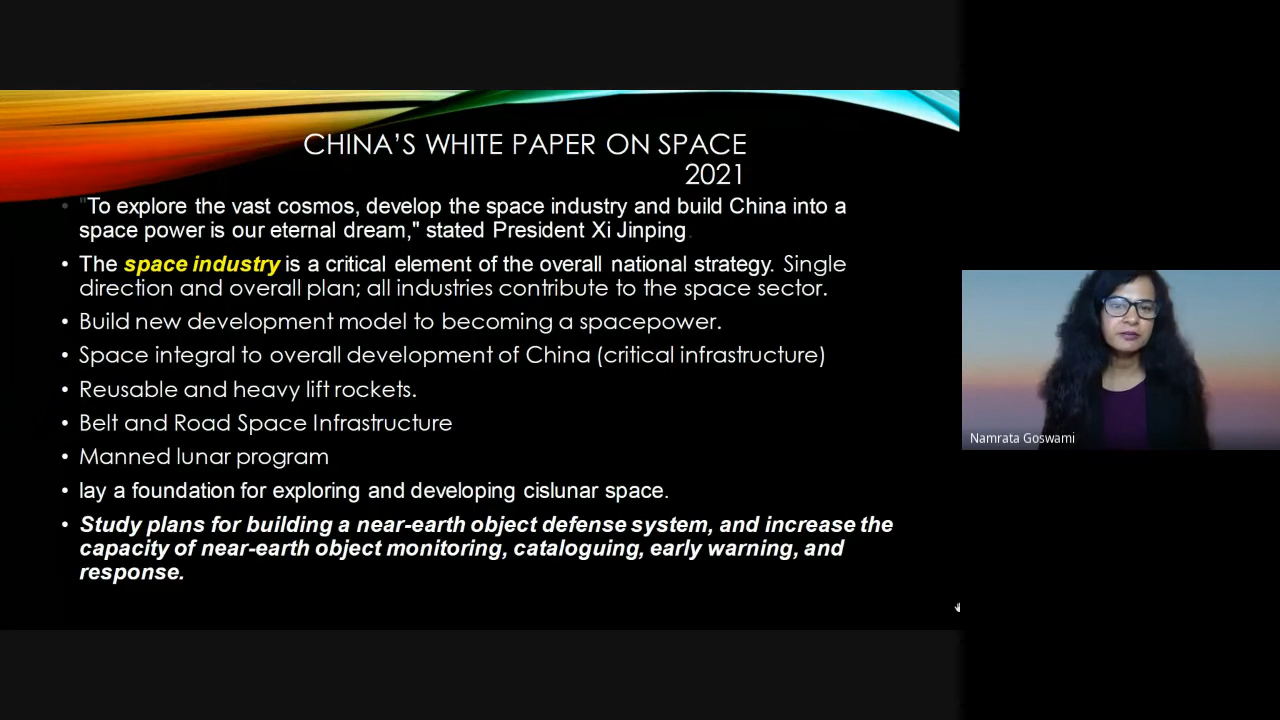 CHINA'S WHITE PAPER ON SPACE
2021
• "To explore the vast cosmos, develop the space industry and build China into a
space power is our eternal dream," stated President Xi Jinping.
• The space industry is a critical element of the overall national strategy. Single
direction and overall plan; all industries contribute to the space sector.
• Build new development model to becoming a spacepower.
• Space integral to overall development of China (critical infrastructure)
• Reusable and heavy lift rockets.
• Belt and Road Space Infrastructure
• Manned lunar program
• lay a foundation for exploring and developing cislunar space.
• Study plans for building a near-earth object defense system, and increase the
capacity of near-earth object monitoring, cataloguing, early warning, and
response.
Namrata Goswami